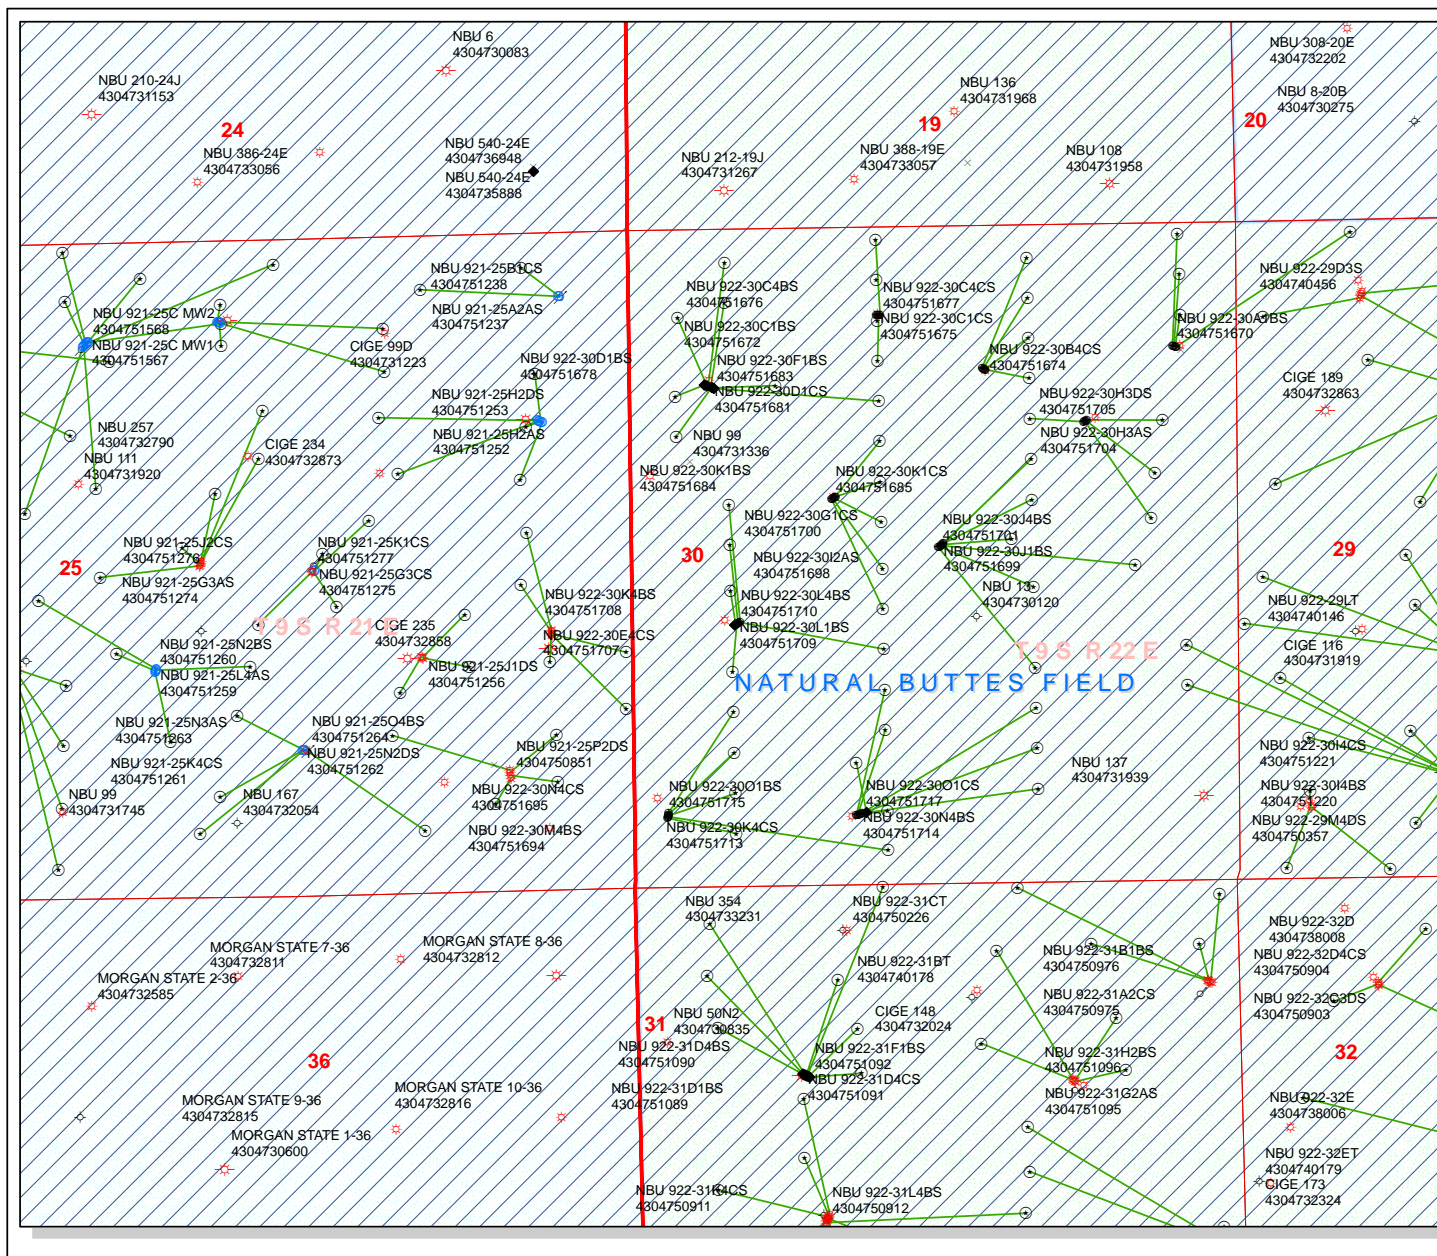 NBU 6
4304730083
NBU 210-24J
4304731153
24
NBU 386-24E
4304733056
NBU 540-24E
4304736948
NBU 540-24E
4304735888
NBU 136
4304731968
19
NBU 212-19J
4304731267
NBU 388-19E
4304733057
NBU 108
4304731958
NBU 308-20E
4304732202
NBU 8-20B
4304730275
20
NBU 921-25B1CS
4304751238
NBU 921-25A2AS
4304751237
NBU 921-25C MW2
4304751568
NBU 921-25C MW1
4304751567
CIGE 99D
4304731223
NBU 922-30D1BS
4304751678
NBU 921-25H2DS
4304751253
NBU 921-25H2AS
4304751252
NBU 257
4304732790
NBU 111
4304731920
CIGE 234
4304732873
NBU 922-30C4BS
4304751676
NBU 922-30C1BS
4304751672
NBU 922-30F1BS
4304751683
NBU 922-30D1CS
4304751681
NBU 99
4304731336
NBU 922-30K1BS
4304751684
NBU 922-30C4CS
4304751677
NBU 922-30C1CS
4304751675
NBU 922-30B4CS
4304751674
NBU 922-30A1BS
4304751670
NBU 922-30H3DS
4304751705
NBU 922-30H3AS
4304751704
NBU 922-29D3S
4304740456
CIGE 189
4304732863
NBU 922-30K1CS
4304751685
NBU 922-30G1CS
4304751700
NBU 922-30I2AS
4304751698
NBU 922-30L4BS
4304751710
NBU 922-30L1BS
4304751709
NBU 922-30J4BS
4304751701
NBU 922-30J1BS
4304751699
NBU 13
4304730120
30
25
29
NBU 921-25J2CS
4304751276
NBU 921-25G3AS
4304751274
NBU 921-25K1CS
4304751277
NBU 921-25G3CS
4304751275
T 9 S R 21 E
CIGE 235
4304732858
NBU 922-30K4BS
4304751708
NBU 922-30E4CS
4304751707
NBU 921-25N2BS
4304751260
NBU 921-25L4AS
4304751259
NBU 921-25J1DS
4304751256
NBU 922-29LT
4304740146
CIGE 116
4304731919
T 9 S R 22 E
NATURAL BUTTES FIELD
NBU 921-25N3AS
4304751263
NBU 921-25K4CS
4304751261
NBU 921-25O4BS
4304751264
NBU 921-25N2DS
4304751262
NBU 921-25P2DS
4304750851
NBU 99
4304731745
NBU 167
4304732054
NBU 922-30N4CS
4304751695
NBU 922-30M4BS
4304751694
NBU 922-30O1BS
4304751715
NBU 922-30K4CS
4304751713
NBU 922-30O1CS
4304751717
NBU 922-30N4BS
4304751714
NBU 137
4304731939
NBU 922-30I4CS
4304751221
NBU 922-30I4BS
4304751220
NBU 922-29M4DS
4304750357
NBU 354
4304733231
NBU 922-31CT
4304750226
MORGAN STATE 7-36
4304732811
MORGAN STATE 8-36
4304732812
MORGAN STATE 2-36
4304732585
NBU 922-31BT
4304740178
NBU 922-31B1BS
4304750976
NBU 922-31A2CS
4304750975
NBU 922-32D
4304738008
NBU 922-32D4CS
4304750904
NBU 922-32C3DS
4304750903
36
31
32
NBU 50N2
4304730835
NBU 922-31D4BS
4304751090
NBU 922-31D1BS
4304751089
CIGE 148
4304732024
NBU 922-31F1BS
4304751092
NBU 922-31D4CS
4304751091
NBU 922-31H2BS
4304751096
NBU 922-31G2AS
4304751095
MORGAN STATE 9-36
4304732815
MORGAN STATE 10-36
4304732816
MORGAN STATE 1-36
4304730600
NBU 922-32E
4304738006
NBU 922-32ET
4304740179
CIGE 173
4304732324
4304750911
NBU 922-31L4BS
4304750912